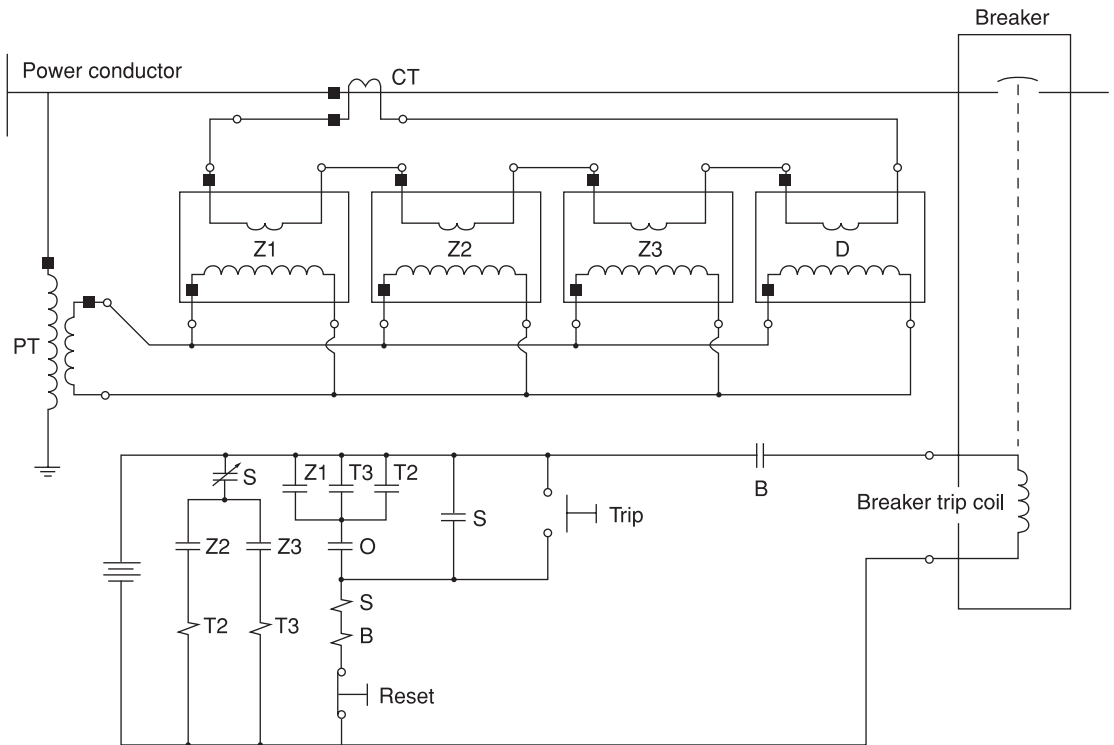 Breaker
Power conductor
CT
Z1
Z2
Z3
D
PT
S
Z1
T3
T2
B
S
Trip
Breaker trip coil
Z2
Z3
O
S
T2
T3
B
Reset